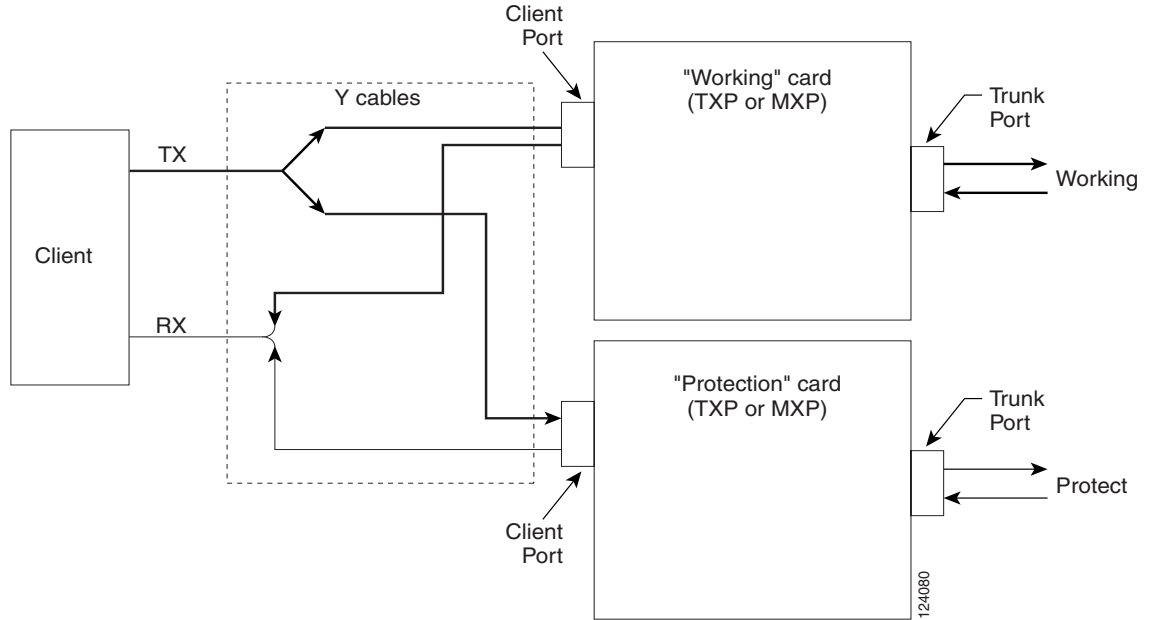 Client
Port
"Working" card
(TXP or MXP)
Trunk
Port
Y cables
TX
Working
Client
RX
"Protection" card
(TXP or MXP)
Trunk
Port
Protect
Client
Port
124080